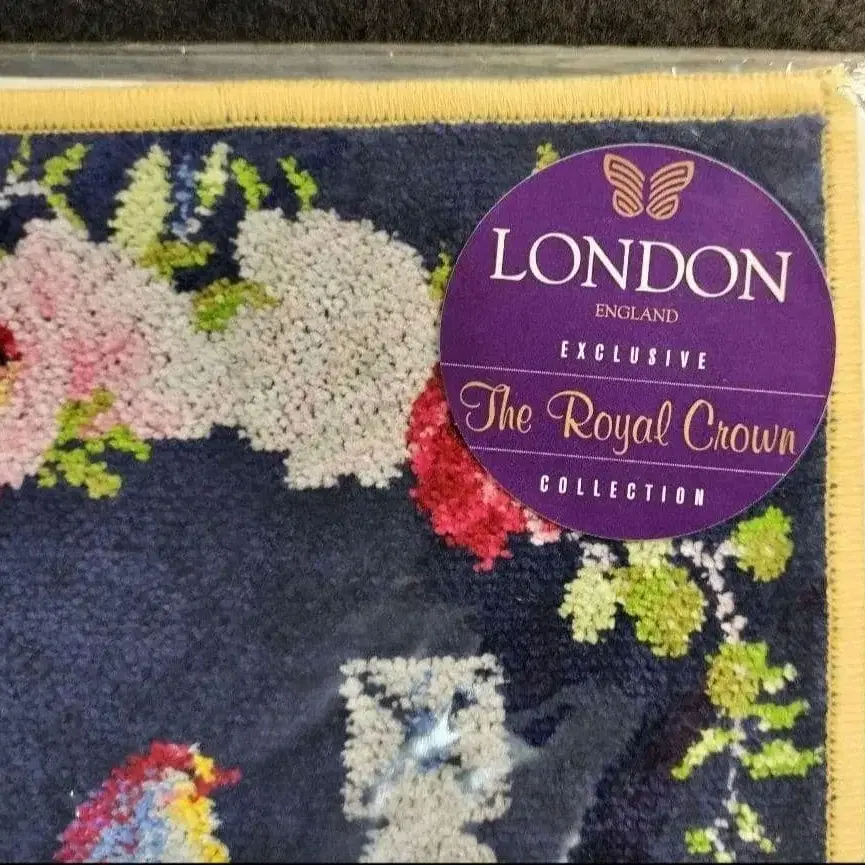 LONDON
ENGLAND
EXCLUSIVE
The Royal Crown
COLLECTION